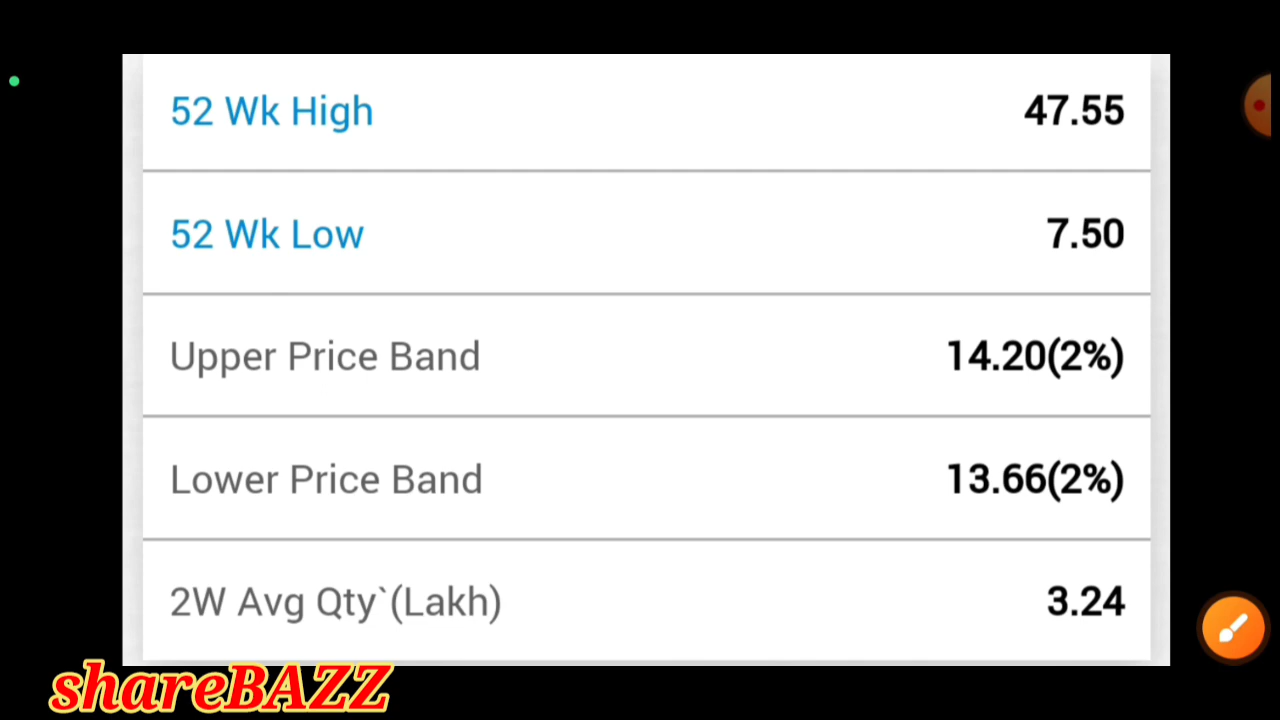 52 Wk High 47.55
52 Wk Low 7.50
Upper Price Band 14.20(2%)
Lower Price Band 13.66(2%)
2W Avg Qty`(Lakh) 3.24
shareBAZZ